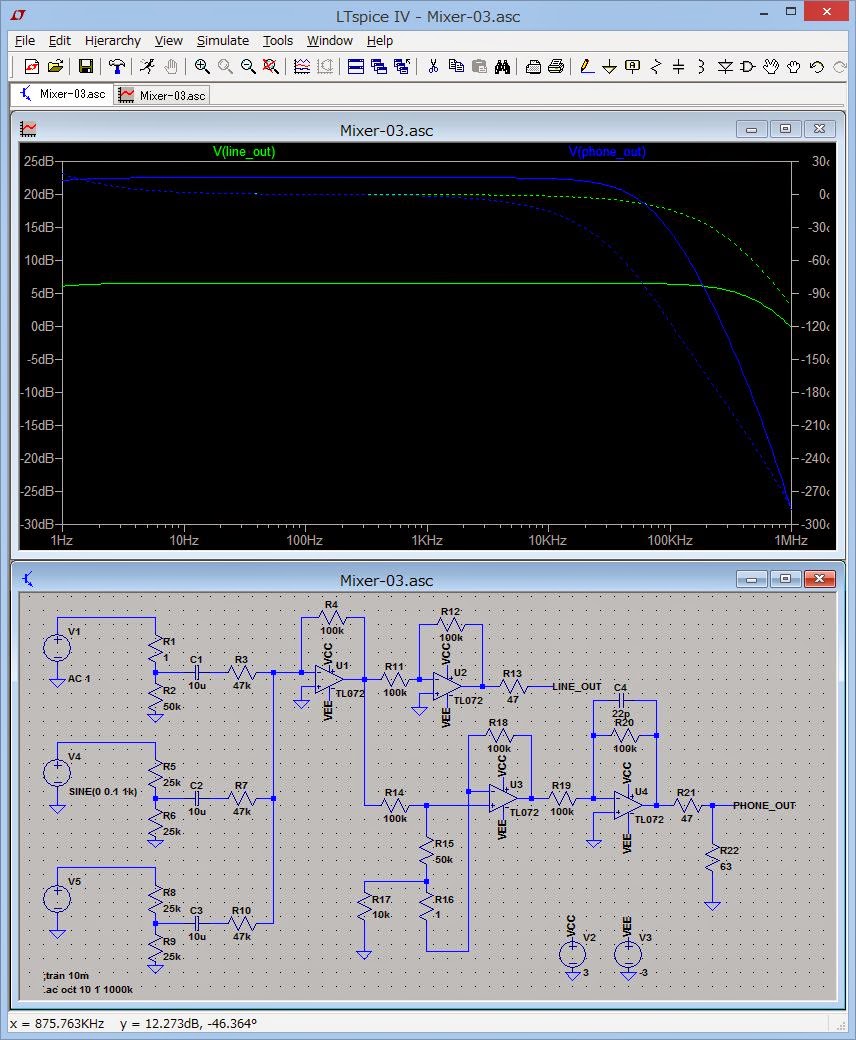 LTspice IV - Mixer-03.asc
File Edit Hierarchy View Simulate Tools Window Help
Mixer-03.asc Mixer-03.asc
Mixer-03.asc
V(line_out) V(phone_out)
25dB
20dB
15dB
10dB
5dB
0dB
-5dB
-10dB
-15dB
-20dB
-25dB
-30dB
30
0
-30
-60
-90
-120
-150
-180
-210
-240
-270
-300
1Hz 10Hz 100Hz 1KHz 10KHz 100KHz 1MHz
Mixer-03.asc
V1
AC 1
R1
1
R2
50k
C1
10u
R3
47k
R4
100k
VCC
U1
TL072
VEE
R11
100k
R12
100k
VCC
U2
TL072
VEE
R13
47
LINE_OUT
V4
SINE(0 0.1 1k)
R5
25k
R6
25k
C2
10u
R7
47k
R14
100k
R15
50k
R16
1
R17
10k
R18
100k
VCC
U3
TL072
VEE
R19
100k
C4
22p
R20
100k
VCC
U4
TL072
VEE
R21
47
PHONE_OUT
R22
63
V5
R8
25k
R9
25k
C3
10u
R10
47k
VCC
V2
3
VEE
V3
-3
;tran 10m
.ac oct 10 1 1000k
x = 875.763KHz y = 12.273dB, -46.364º